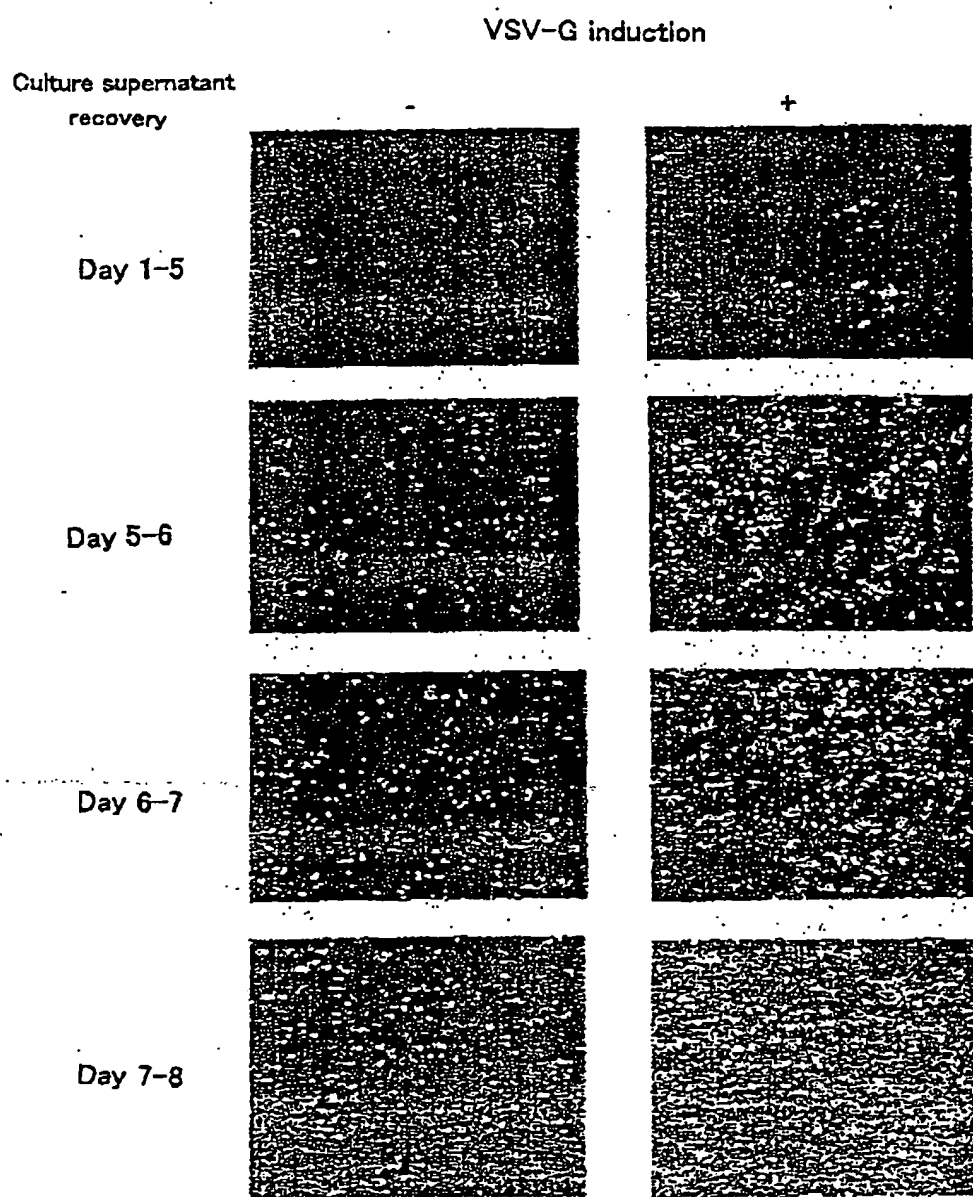 VSV-G induction
Culture supernatant
recovery
- +
Day 1-5
Day 5-6
Day 6-7
Day 7-8